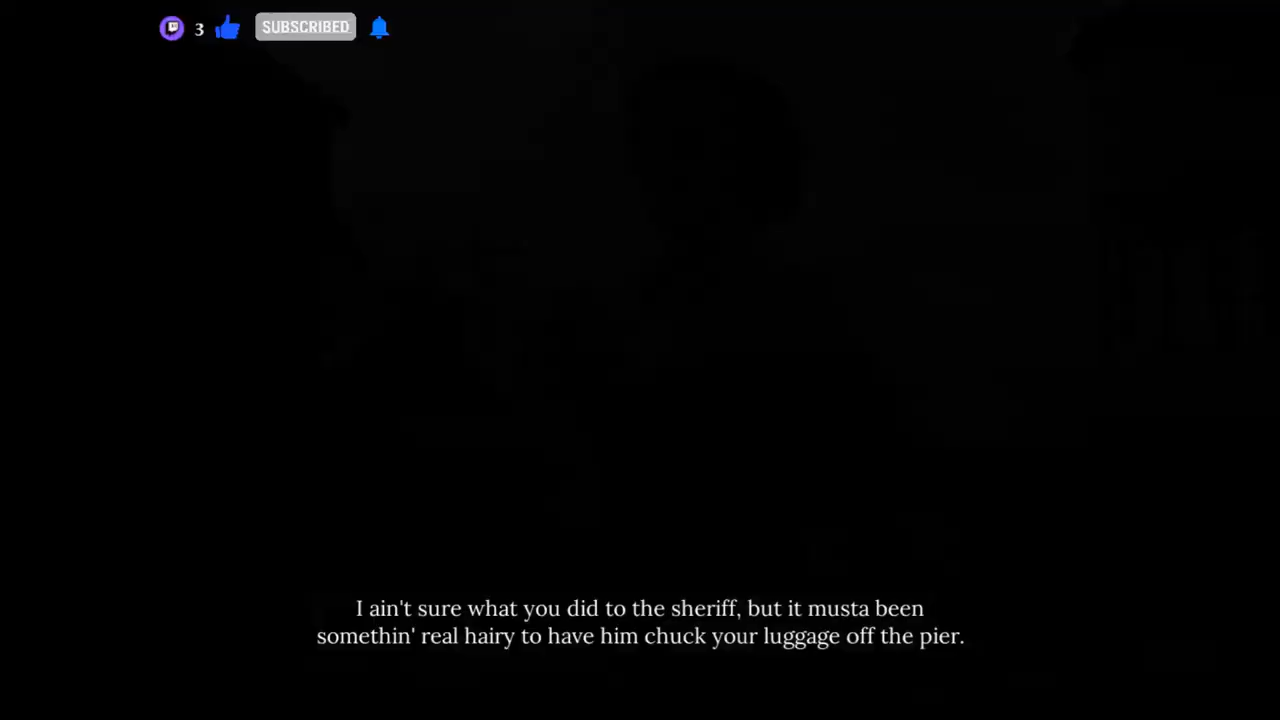 3
SUBSCRIBED
I ain't sure what you did to the sheriff, but it musta been
somethin' real hairy to have him chuck your luggage off the pier.